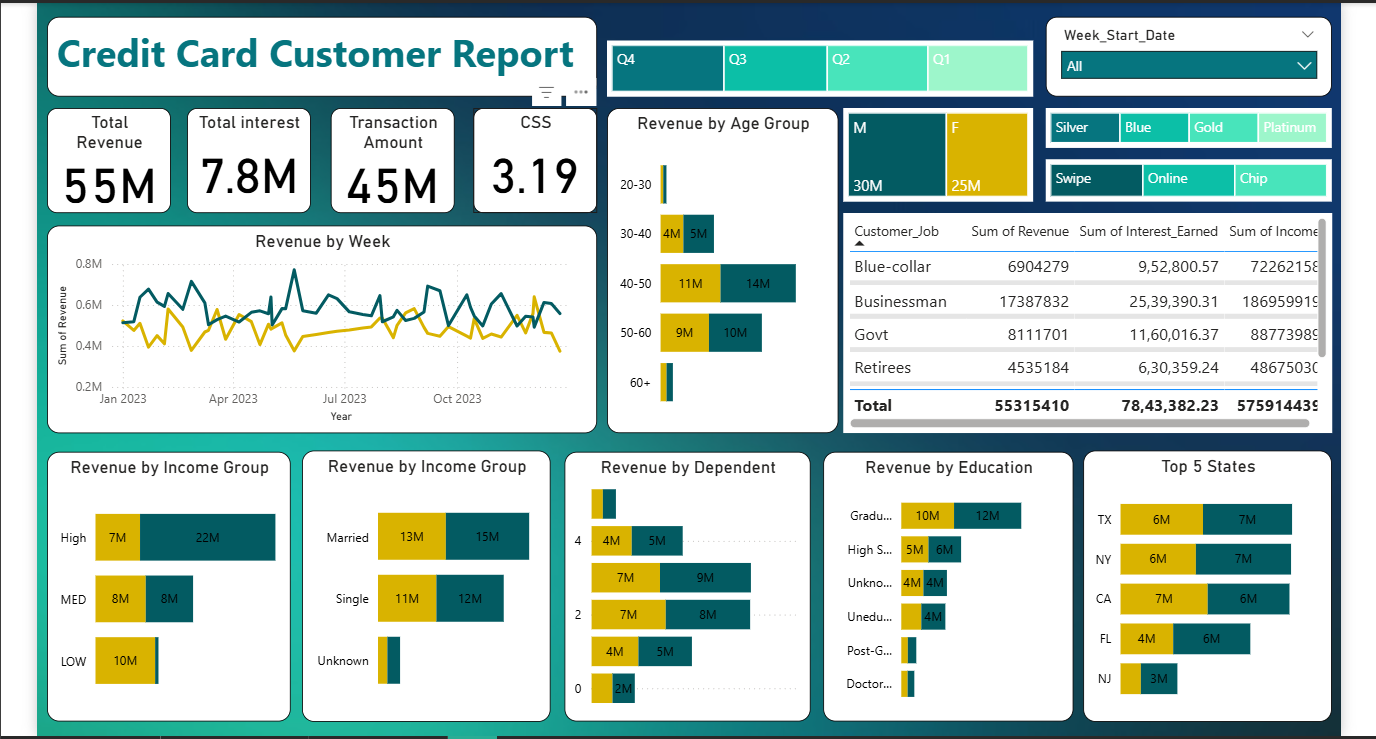 Credit Card Customer Report
Q4 Q3 Q2 Q1
Week_Start_Date
All
Total
Revenue
55M
Total interest
7.8M
Transaction
Amount
45M
CSS
3.19
Revenue by Age Group
20-30
30-40 4M 5M
40-50 11M 14M
50-60 9M 10M
60+
M F
30M 25M
Silver Blue Gold Platinum
Swipe Online Chip
Revenue by Week
Sum of Revenue
0.8M
0.6M
0.4M
0.2M
Jan 2023 Apr 2023 Jul 2023 Oct 2023
Year
Customer_Job Sum of Revenue Sum of Interest_Earned Sum of Income
Blue-collar 6904279 9,52,800.57 72262158
Businessman 17387832 25,39,390.31 186959919
Govt 8111701 11,60,016.37 88773989
Retirees 4535184 6,30,359.24 48675030
Total 55315410 78,43,382.23 575914439
Revenue by Income Group
High 7M 22M
MED 8M 8M
LOW 10M
Revenue by Income Group
Married 13M 15M
Single 11M 12M
Unknown
Revenue by Dependent
4 4M 5M
7M 9M
2 7M 8M
4M 5M
0 2M
Revenue by Education
Gradu... 10M 12M
High S... 5M 6M
Unkno... 4M 4M
Unedu... 4M
Post-G...
Doctor...
Top 5 States
TX 6M 7M
NY 6M 7M
CA 7M 6M
FL 4M 6M
NJ 3M